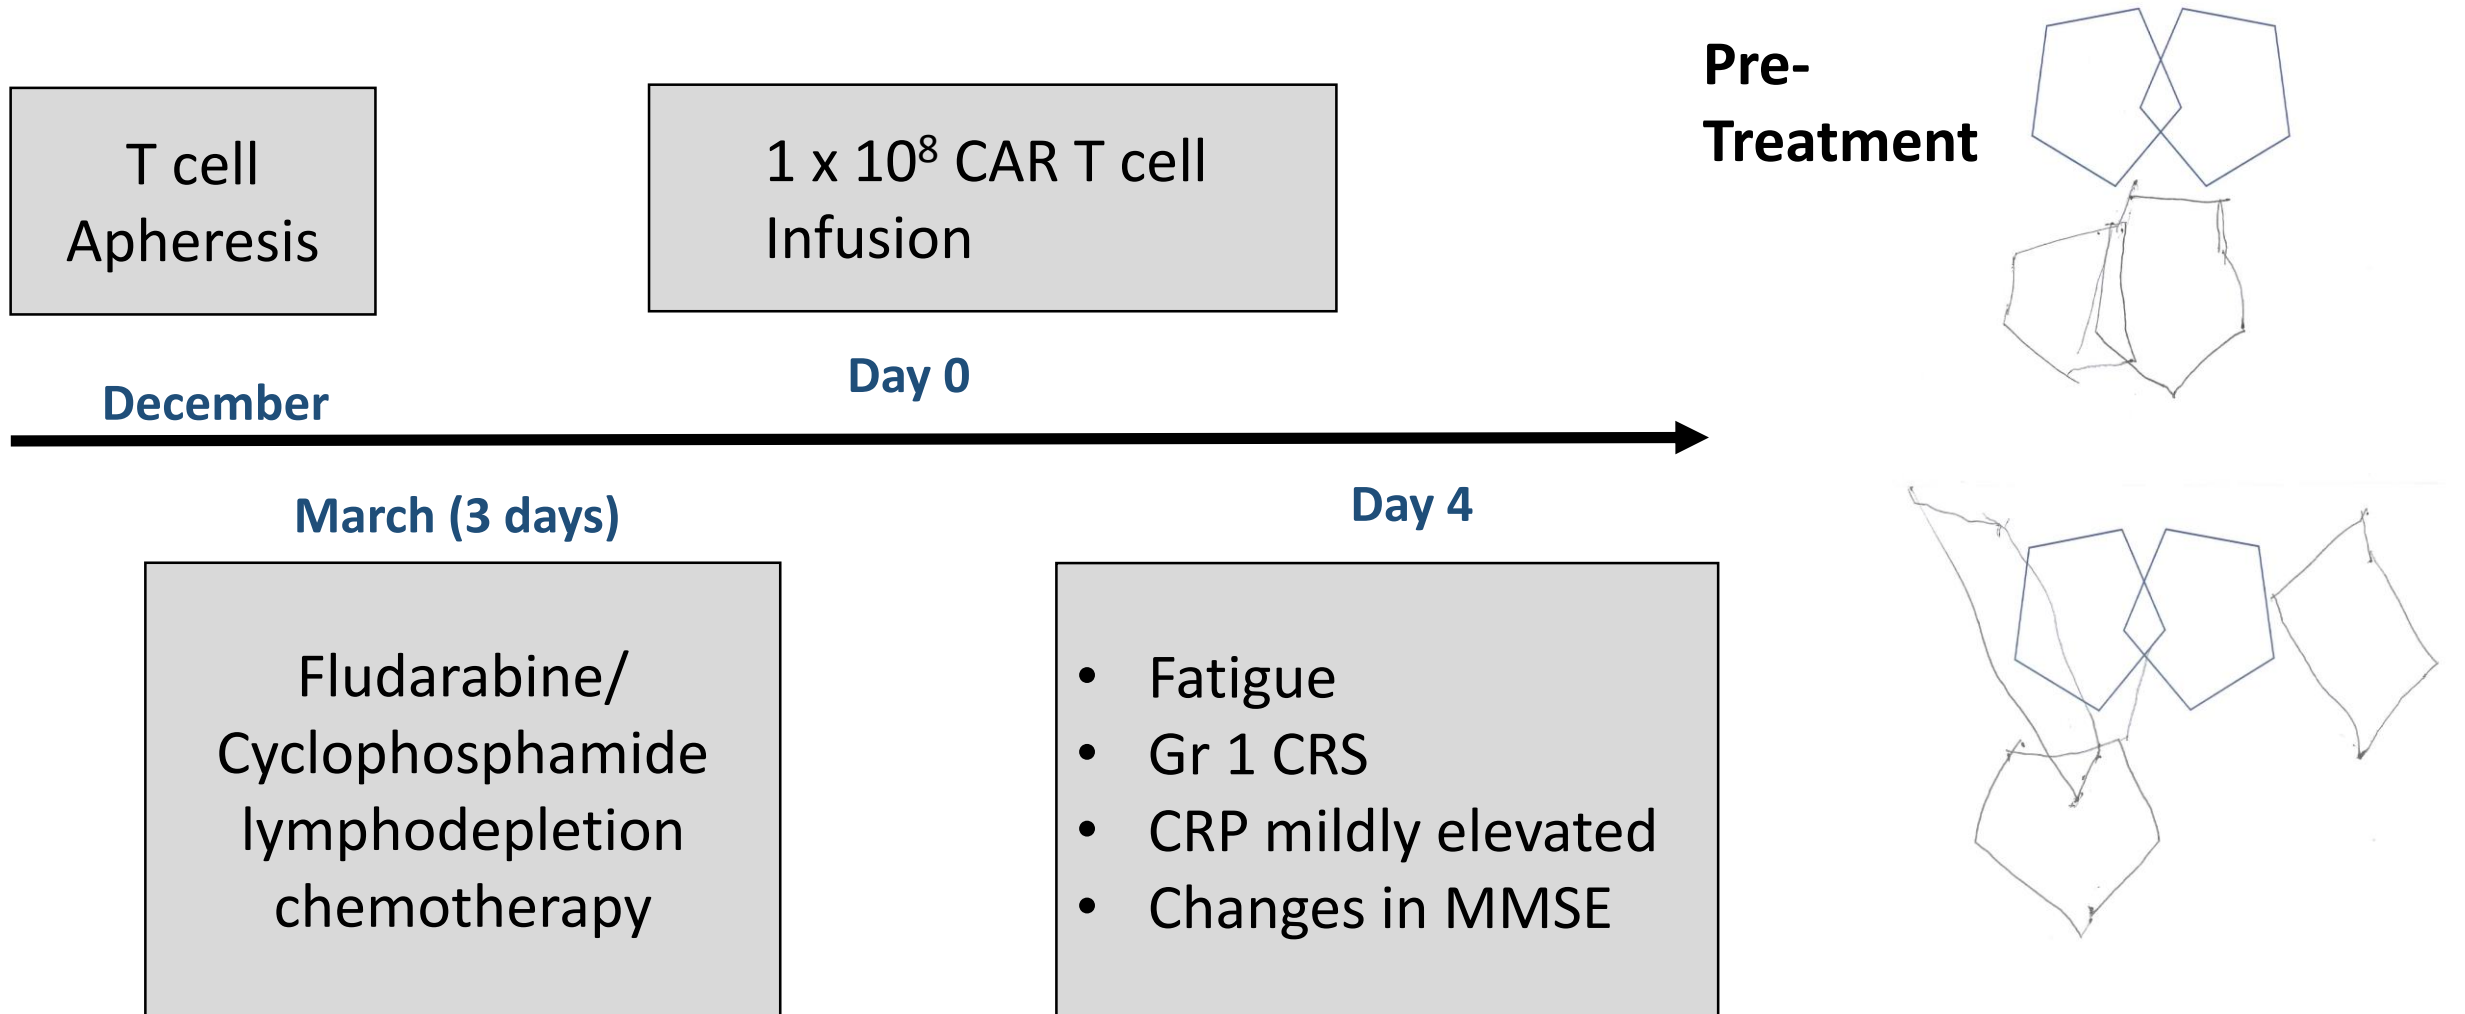 Pre-
Treatment
T cell
Apheresis
1 x 10⁸ CAR T cell
Infusion
December
Day 0
March (3 days)
Day 4
Fludarabine/
Cyclophosphamide
lymphodepletion
chemotherapy
• Fatigue
• Gr 1 CRS
• CRP mildly elevated
• Changes in MMSE